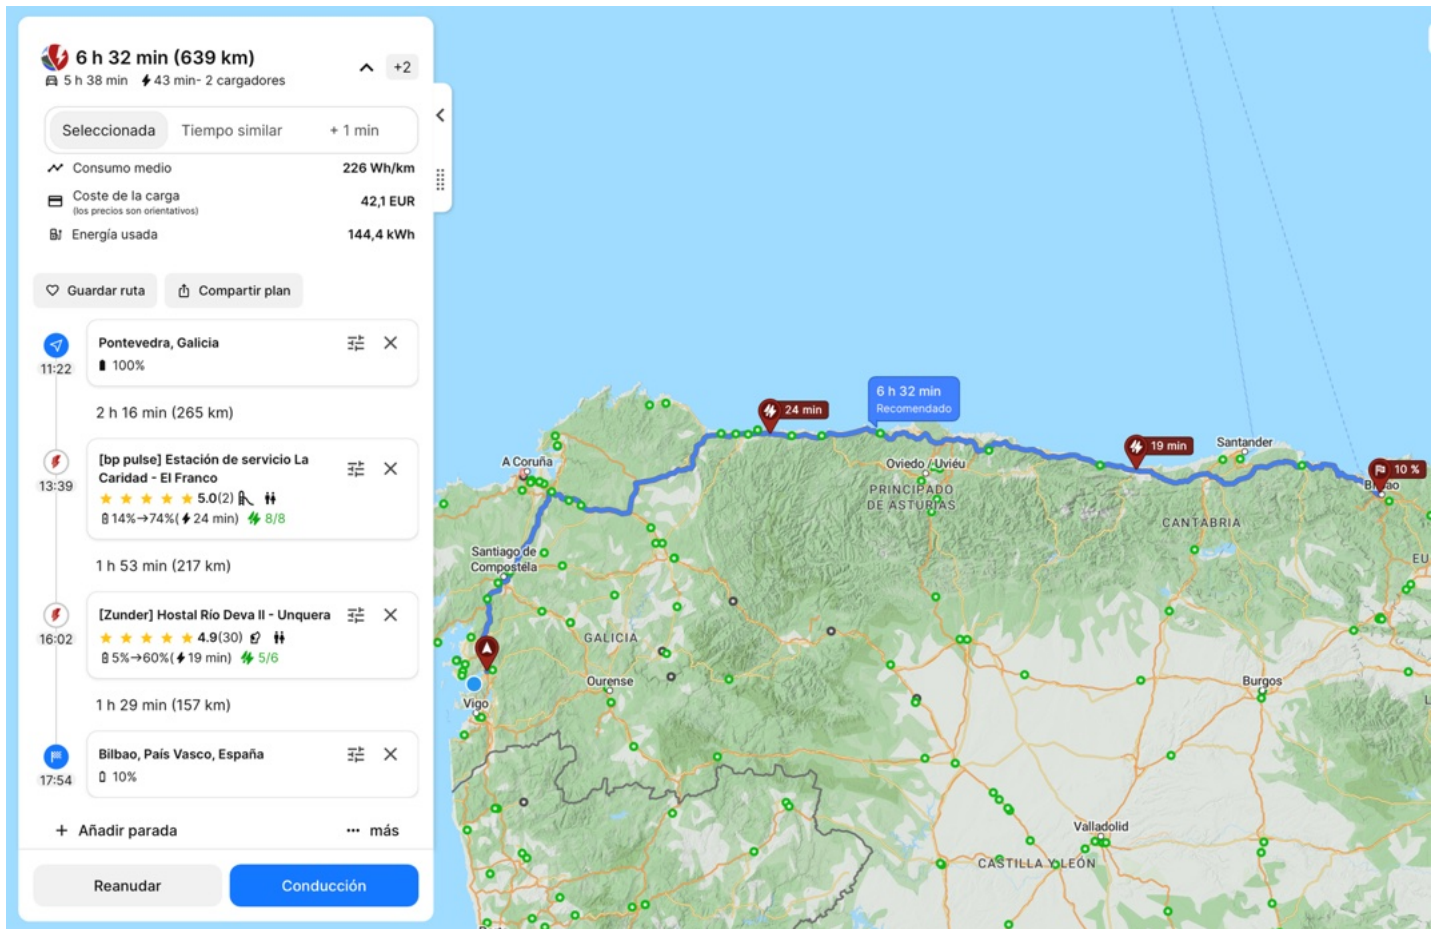 6 h 32 min (639 km)
5 h 38 min 43 min- 2 cargadores
+2
Seleccionada Tiempo similar + 1 min
Consumo medio 226 Wh/km
Coste de la carga 42,1 EUR
(los precios son orientativos)
Energía usada 144,4 kWh
Guardar ruta Compartir plan
Pontevedra, Galicia
100%
11:22
2 h 16 min (265 km)
[bp pulse] Estación de servicio La
Caridad - El Franco
13:39
5.0(2)
14%→74%( 24 min) 8/8
1 h 53 min (217 km)
[Zunder] Hostal Río Deva II - Unquera
16:02
4.9(30)
5%→60%( 19 min) 5/6
1 h 29 min (157 km)
Bilbao, País Vasco, España
17:54
10%
+ Añadir parada ··· más
Reanudar Conducción
6 h 32 min
Recomendado
24 min
19 min
Santander
10 %
A Coruña
Oviedo / Uviéu
PRINCIPADO
DE ASTURIAS
CANTABRIA
Santiago de
Compostela
GALICIA
Ourense
Vigo
Burgos
Valladolid
CASTILLA Y LEÓN